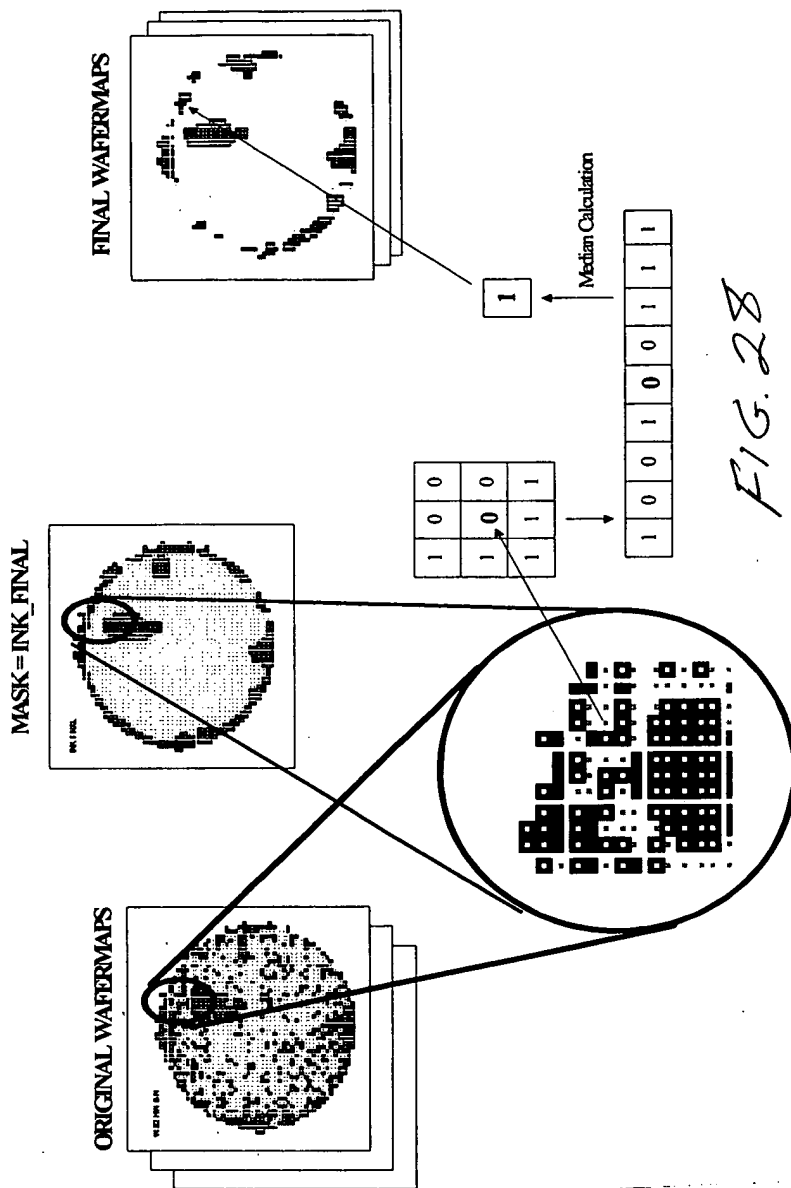 ORIGINAL WAFERMAPS
MASK = INK_FINAL
FINAL WAFERMAPS
1 0 0
1 0 0
1 1 1
1
Median Calculation
1 0 0 1 0 0 1 1 1
FIG. 28